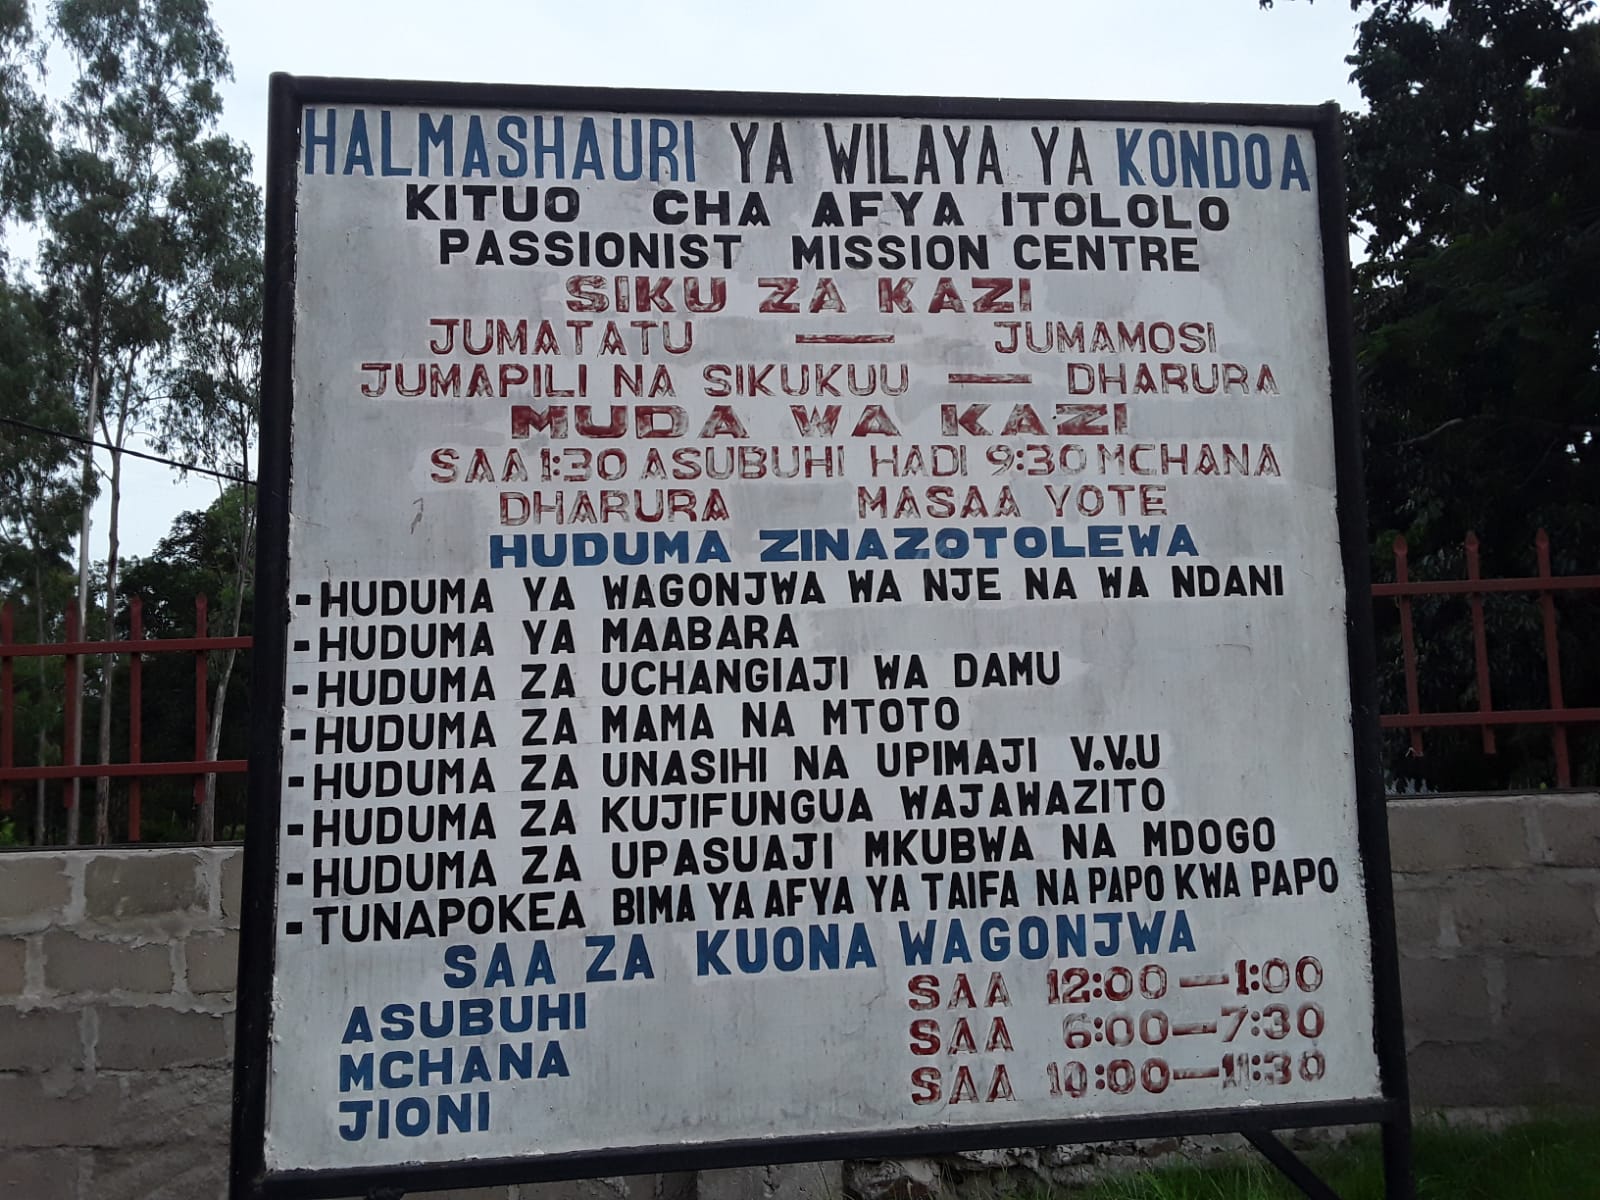 HALMASHAURI YA WILAYA YA KONDOA
KITUO CHA AFYA ITOLOLO
PASSIONIST MISSION CENTRE
SIKU ZA KAZI
JUMATATU — JUMAMOSI
JUMAPILI NA SIKUKUU — DHARURA
MUDA WA KAZI
SAA 1:30 ASUBUHI HADI 9:30 MCHANA
DHARURA MASAA YOTE
HUDUMA ZINAZOTOLEWA
-HUDUMA YA WAGONJWA WA NJE NA WA NDANI
-HUDUMA YA MAABARA
-HUDUMA ZA UCHANGIAJI WA DAMU
-HUDUMA ZA MAMA NA MTOTO
-HUDUMA ZA UNASIHI NA UPIMAJI V.V.U
-HUDUMA ZA KUJIFUNGUA WAJAWAZITO
-HUDUMA ZA UPASUAJI MKUBWA NA MDOGO
-TUNAPOKEA BIMA YA AFYA YA TAIFA NA PAPO KWA PAPO
SAA ZA KUONA WAGONJWA
ASUBUHI SAA 12:00—1:00
MCHANA SAA 6:00—7:30
JIONI SAA 10:00—11:30